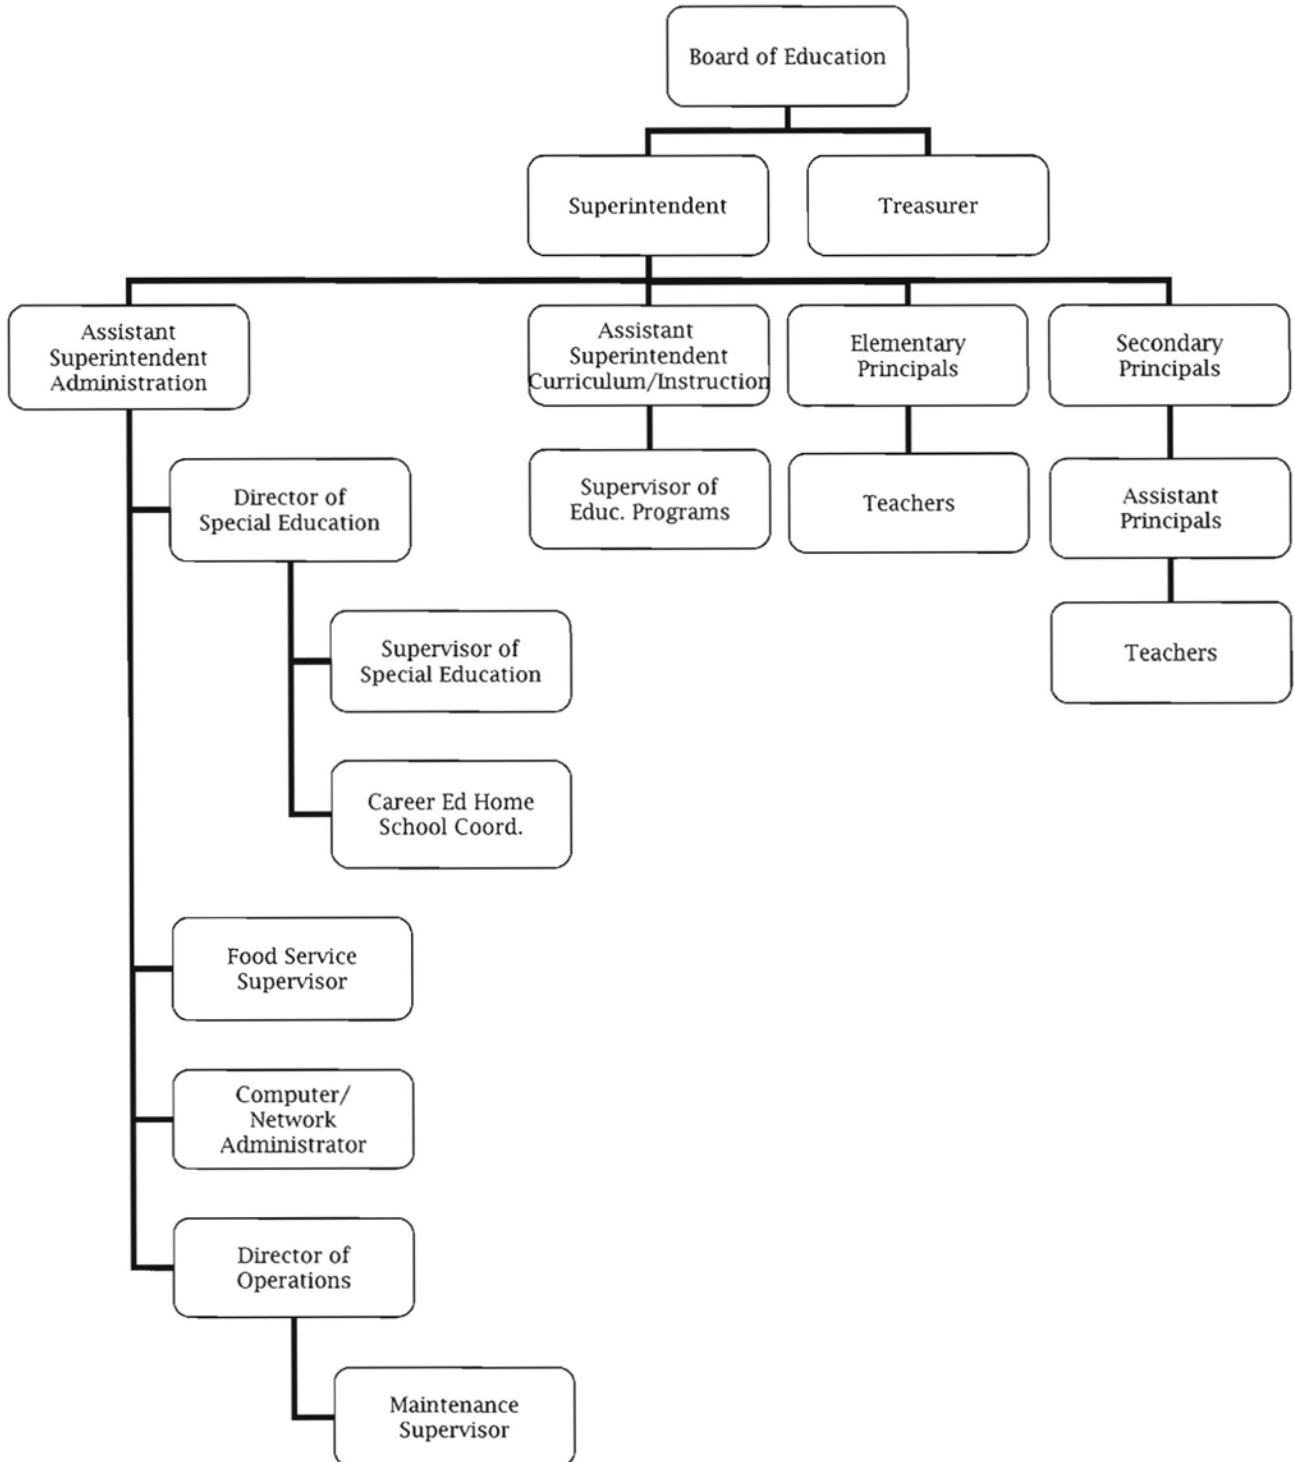 Board of Education
Superintendent
Treasurer
Assistant
Superintendent
Administration
Assistant
Superintendent
Curriculum/Instruction
Elementary
Principals
Secondary
Principals
Director of
Special Education
Supervisor of
Educ. Programs
Teachers
Assistant
Principals
Supervisor of
Special Education
Teachers
Career Ed Home
School Coord.
Food Service
Supervisor
Computer/
Network
Administrator
Director of
Operations
Maintenance
Supervisor